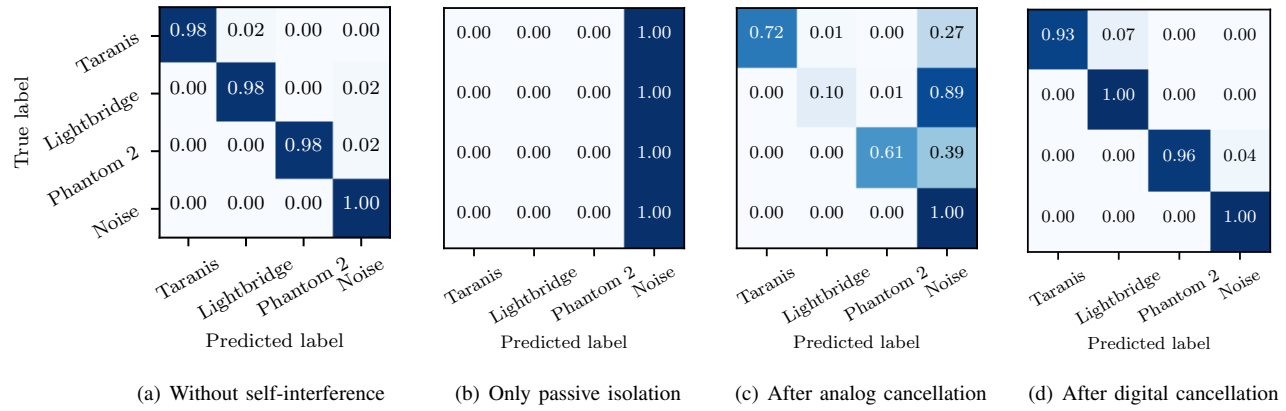 True label
Taranis
Lightbridge
Phantom 2
Noise
0.98 0.02 0.00 0.00
0.00 0.98 0.00 0.02
0.00 0.00 0.98 0.02
0.00 0.00 0.00 1.00
Taranis Lightbridge Phantom 2 Noise
Predicted label
(a) Without self-interference
0.00 0.00 0.00 1.00
0.00 0.00 0.00 1.00
0.00 0.00 0.00 1.00
0.00 0.00 0.00 1.00
Taranis Lightbridge Phantom 2 Noise
Predicted label
(b) Only passive isolation
0.72 0.01 0.00 0.27
0.00 0.10 0.01 0.89
0.00 0.00 0.61 0.39
0.00 0.00 0.00 1.00
Taranis Lightbridge Phantom 2 Noise
Predicted label
(c) After analog cancellation
0.93 0.07 0.00 0.00
0.00 1.00 0.00 0.00
0.00 0.00 0.96 0.04
0.00 0.00 0.00 1.00
Taranis Lightbridge Phantom 2 Noise
Predicted label
(d) After digital cancellation